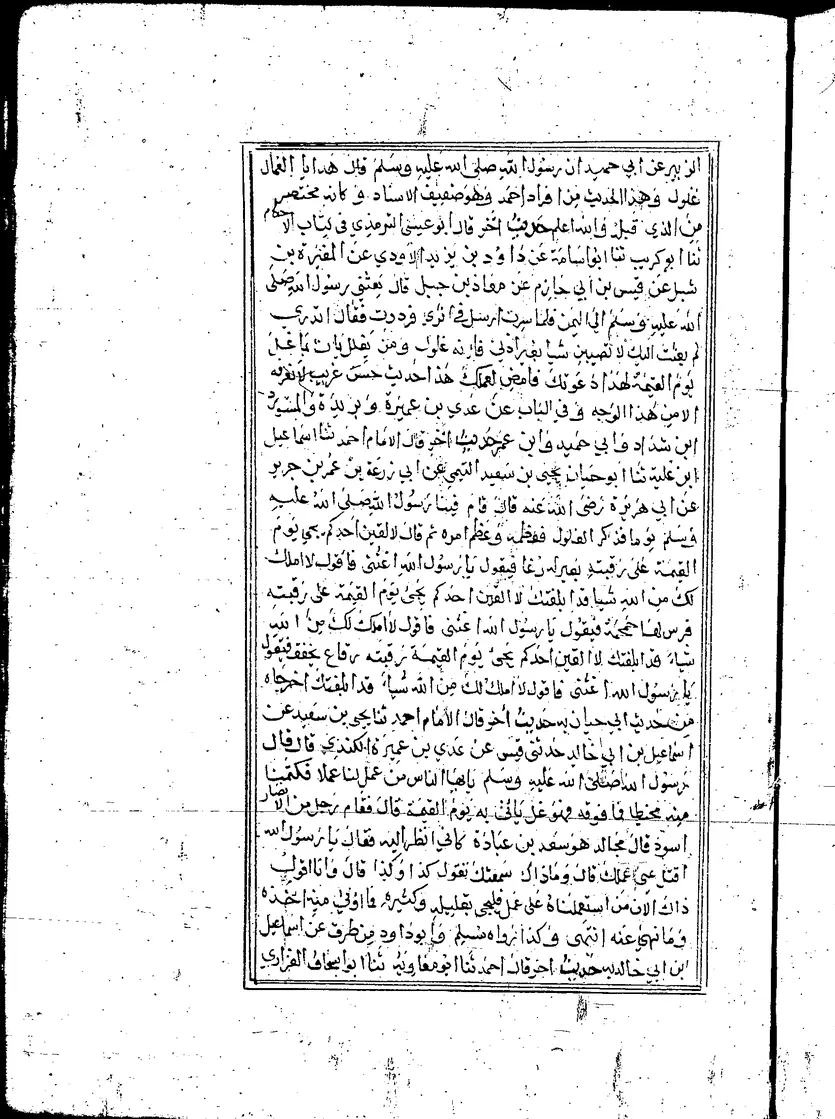 الزبير عن ابي حميد ان رسول الله صلى الله عليه وسلم قال هدايا العمال
غلول وهذا الحديث من افراد احمد وهو ضعيف الاسناد وكانه مختصر
من الذي قبله والله اعلم حديث اخر قال ابو عيسى الترمذي في كتاب الاحكام
ثنا ابو كريب ثنا ابو اسامة عن داود بن يزيد الاودي عن المغيرة بن
شبل عن قيس بن ابي حازم عن معاذ بن جبل قال بعثني رسول الله صلى
الله عليه وسلم الى اليمن فلما سرت ارسل في اثري فرددت فقال اتدري
لم بعثت اليك لا تصيبن شيا بغير اذني فانه غلول ومن يغلل يات بما غل
يوم القيمة لهذا دعوتك فامض لعملك هذا حديث حسن غريب لا نعرفه
الا من هذا الوجه وفي الباب عن عدي بن عميرة وبريدة والمستورد
ابن شداد وابي حميد وابن عمر حديث اخر قال الامام احمد ثنا اسماعيل
ابن علية ثنا ابو حيان يحيى بن سعيد التيمي عن ابي زرعة بن عمر بن جرير
عن ابي هريرة رضي الله عنه قال قام فينا رسول الله صلى الله عليه
وسلم يوما فذكر الغلول فعظمه وعظم امره ثم قال لا الفين احدكم يجي يوم
القيمة على رقبته بعير له رغا فيقول يا رسول الله اغثني فاقول لا املك
لك من الله شيا قد ابلغتك لا الفين احدكم يجئ يوم القيمة على رقبته
فرس لها حمحمة فيقول يا رسول الله اغثني فاقول لا املك لك من الله
شياء قد ابلغتك لا الفين احدكم يجئ يوم القيمة رقبته رقاع تخفق فيقول
يا رسول الله اغثني فاقول لا املك لك من الله شياء قد ابلغتك اخرجاه
من حديث ابي حيان به حديث اخر قال الامام احمد ثنا يحيى بن سعيد عن
اسماعيل بن ابي خالد حدثني قيس عن عدي بن عميرة الكندي قال قال
رسول الله صلى الله عليه وسلم يا ايها الناس من عمل لنا عملا فكتمنا
منه مخيطا فما فوقه فهو غل ياتي به يوم القيمة قال فقام رجل من الانصار
اسود قال مجالد هو سعد بن عبادة كاني انظر اليه فقال يا رسول الله
اقبل عني عملك قال وما ذاك سمعتك تقول كذا وكذا قال وانا اقول
ذاك الان من استعملناه على عمل فليجي بقليله وكثيره فما اوتي منه اخذه
وما نهي عنه انتهى وكذا رواه مسلم وابو داود من طرق عن اسماعيل
ابن ابي خالد به حديث اخر قال احمد ثنا ابو معاوية ثنا ابو اسحاق الفزاري